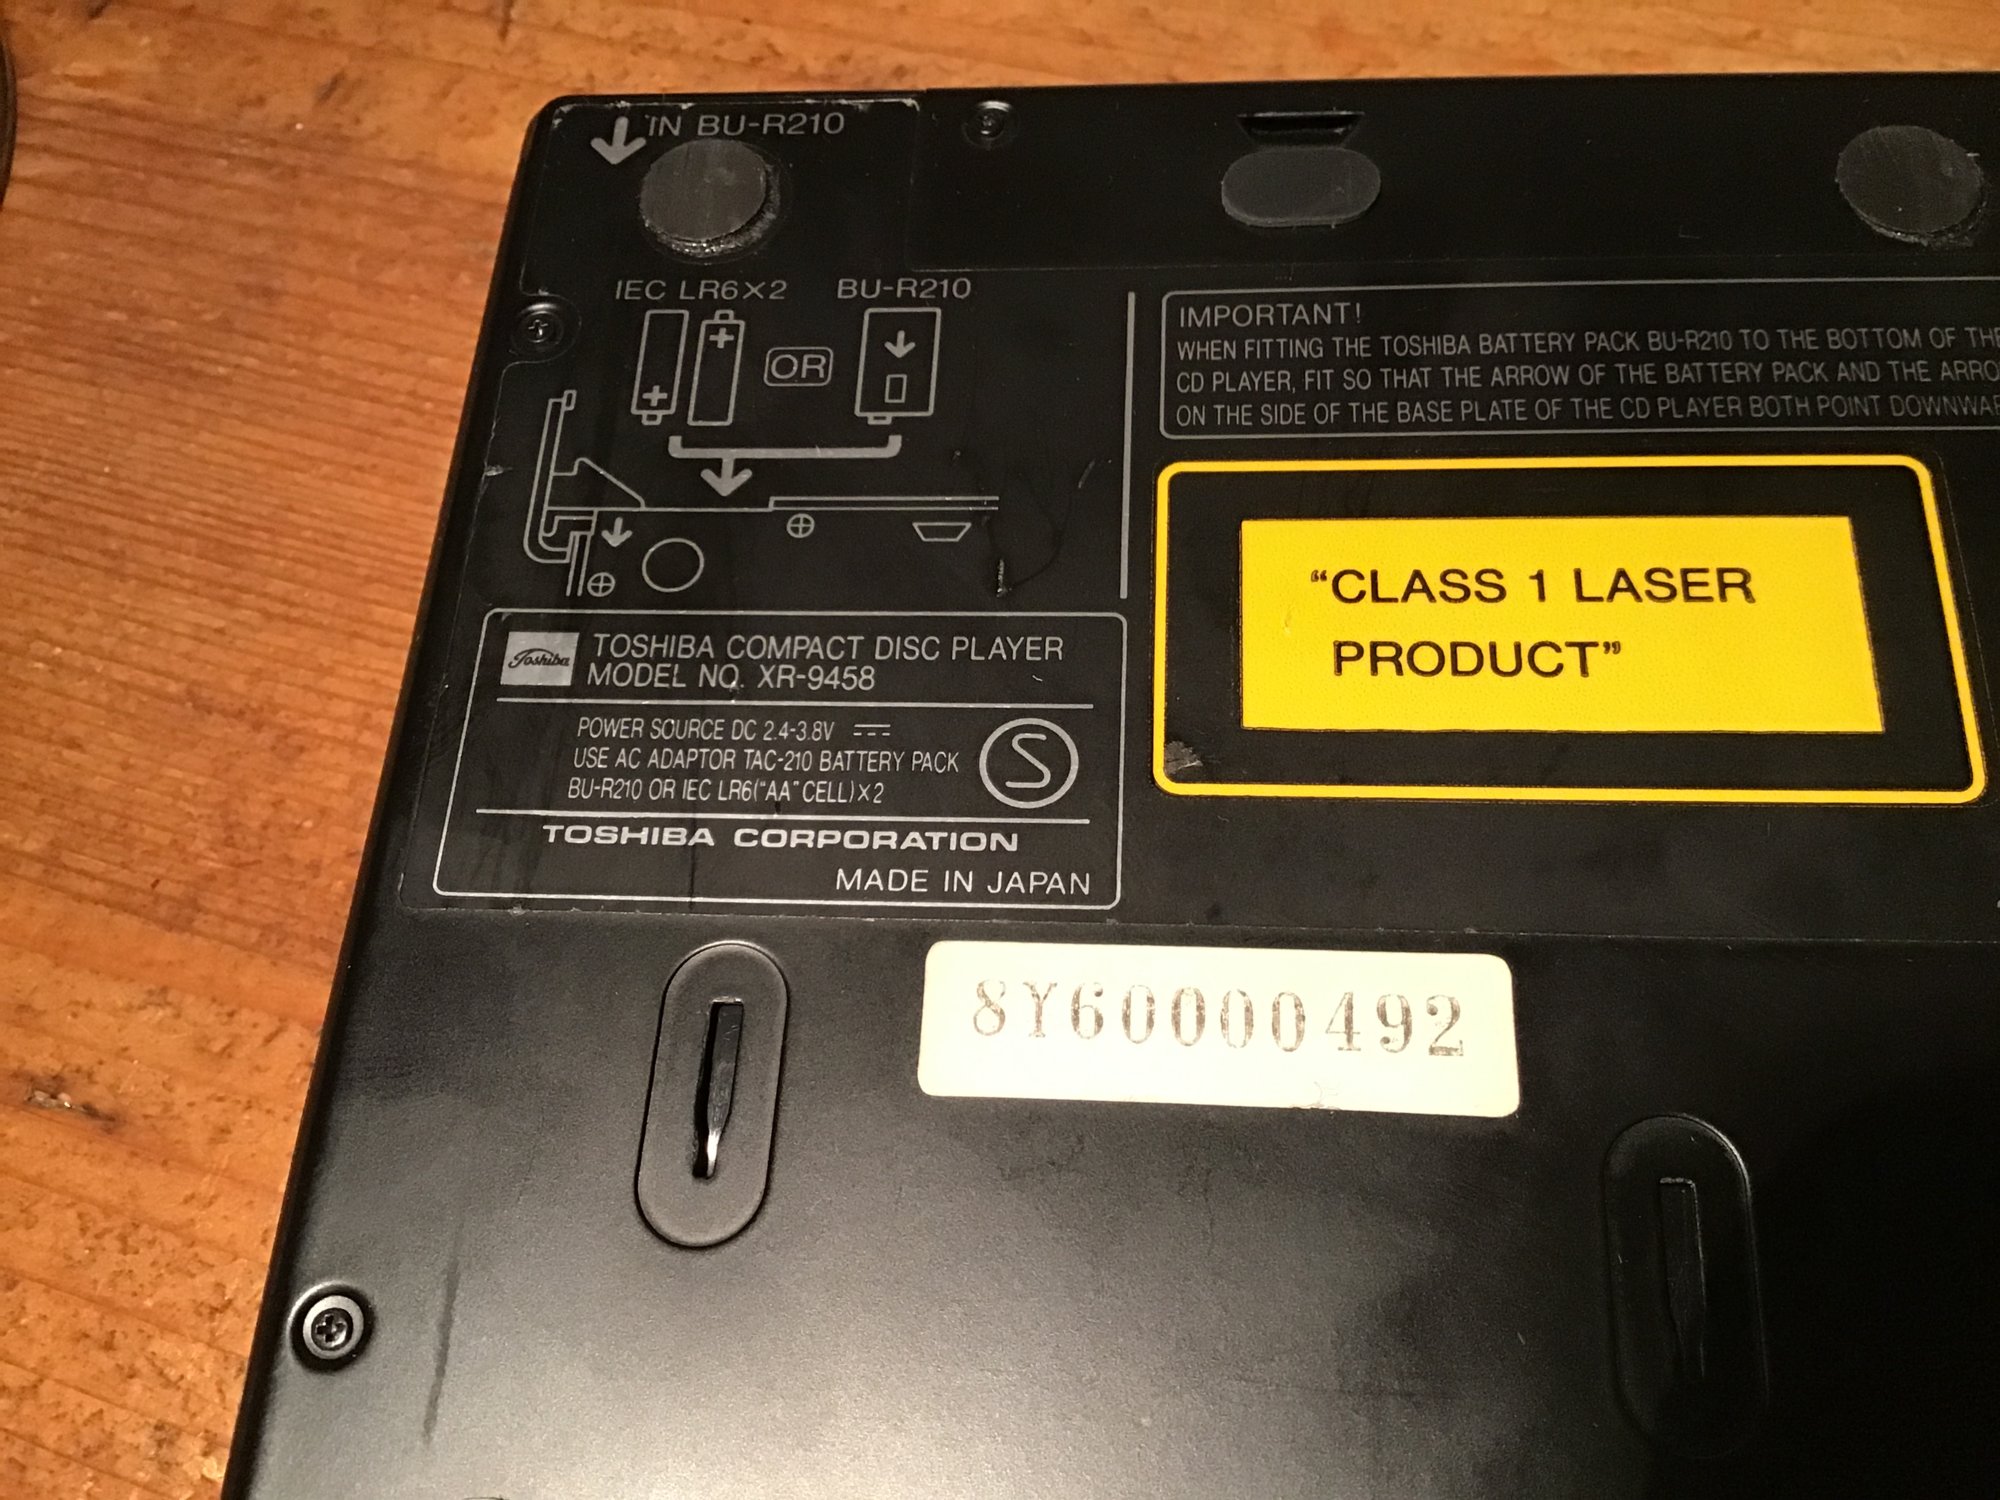 IN BU-R210
IEC LR6×2 BU-R210
OR
IMPORTANT!
WHEN FITTING THE TOSHIBA BATTERY PACK BU-R210 TO THE BOTTOM OF THE
CD PLAYER, FIT SO THAT THE ARROW OF THE BATTERY PACK AND THE ARRO
ON THE SIDE OF THE BASE PLATE OF THE CD PLAYER BOTH POINT DOWNWAR
“CLASS 1 LASER
PRODUCT”
Toshiba TOSHIBA COMPACT DISC PLAYER
MODEL NO. XR-9458
POWER SOURCE DC 2.4-3.8V
USE AC ADAPTOR TAC-210 BATTERY PACK
BU-R210 OR IEC LR6(“AA” CELL)×2
S
TOSHIBA CORPORATION
MADE IN JAPAN
8Y60000492